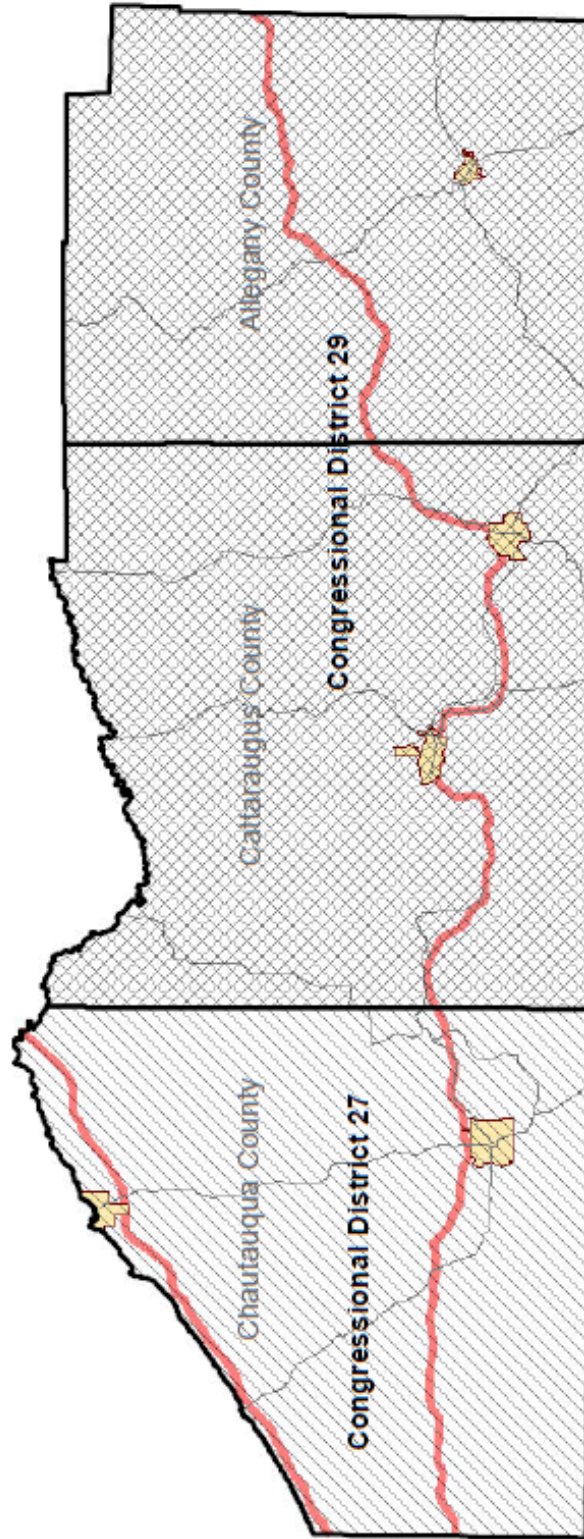 Chautauqua County
Cattaraugus County
Allegany County
Congressional District 27
Congressional District 29